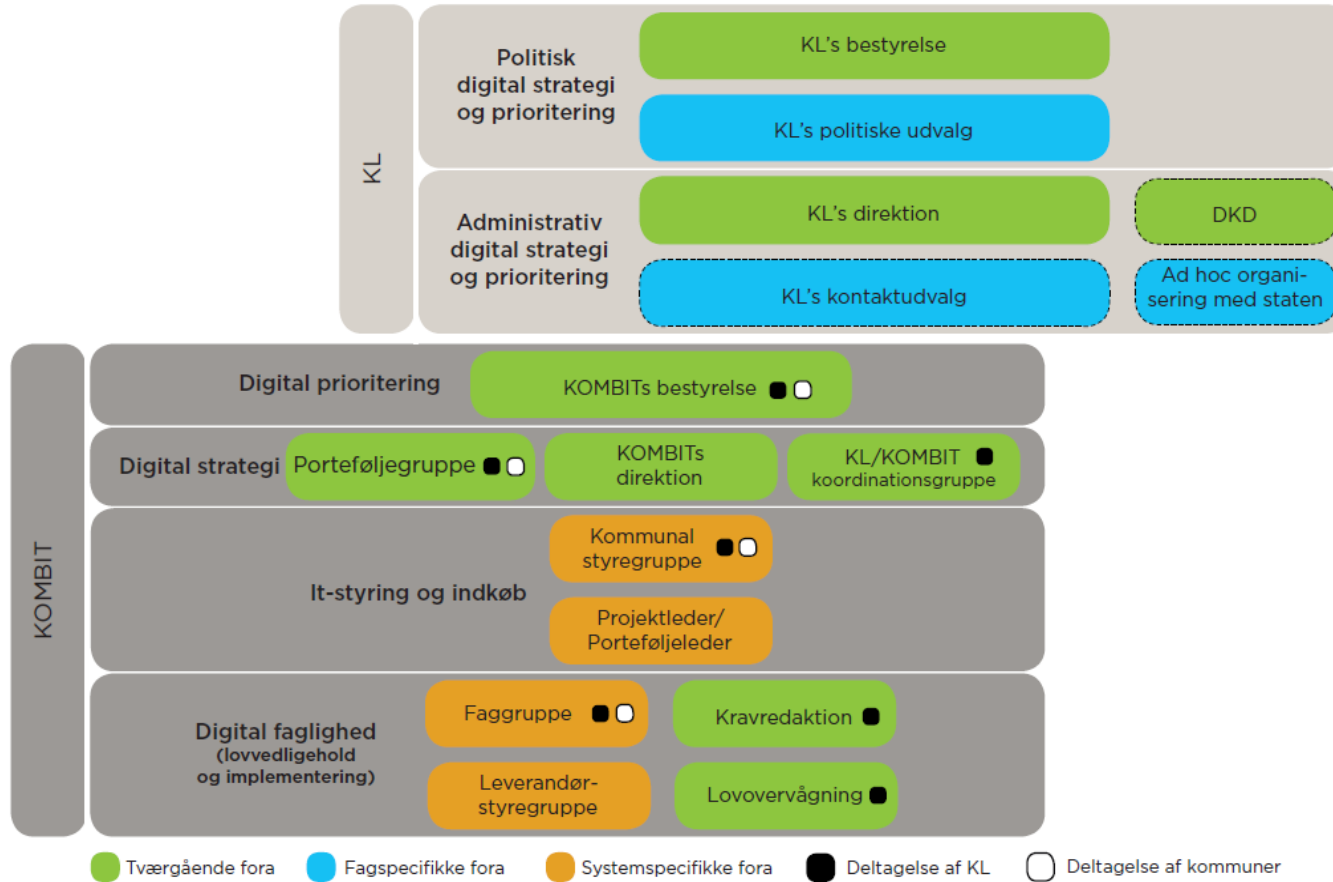 KL
Politisk
digital strategi
og prioritering
KL's bestyrelse
KL's politiske udvalg
Administrativ
digital strategi
og prioritering
KL's direktion
DKD
KL's kontaktudvalg
Ad hoc organi-
sering med staten
KOMBIT
Digital prioritering
KOMBITs bestyrelse
Digital strategi
Porteføljegruppe
KOMBITs
direktion
KL/KOMBIT
koordinationsgruppe
It-styring og indkøb
Kommunal
styregruppe
Projektleder/
Porteføljeleder
Digital faglighed
(lovvedligehold
og implementering)
Faggruppe
Kravredaktion
Leverandør-
styregruppe
Lovovervågning
Tværgående fora
Fagspecifikke fora
Systemspecifikke fora
Deltagelse af KL
Deltagelse af kommuner